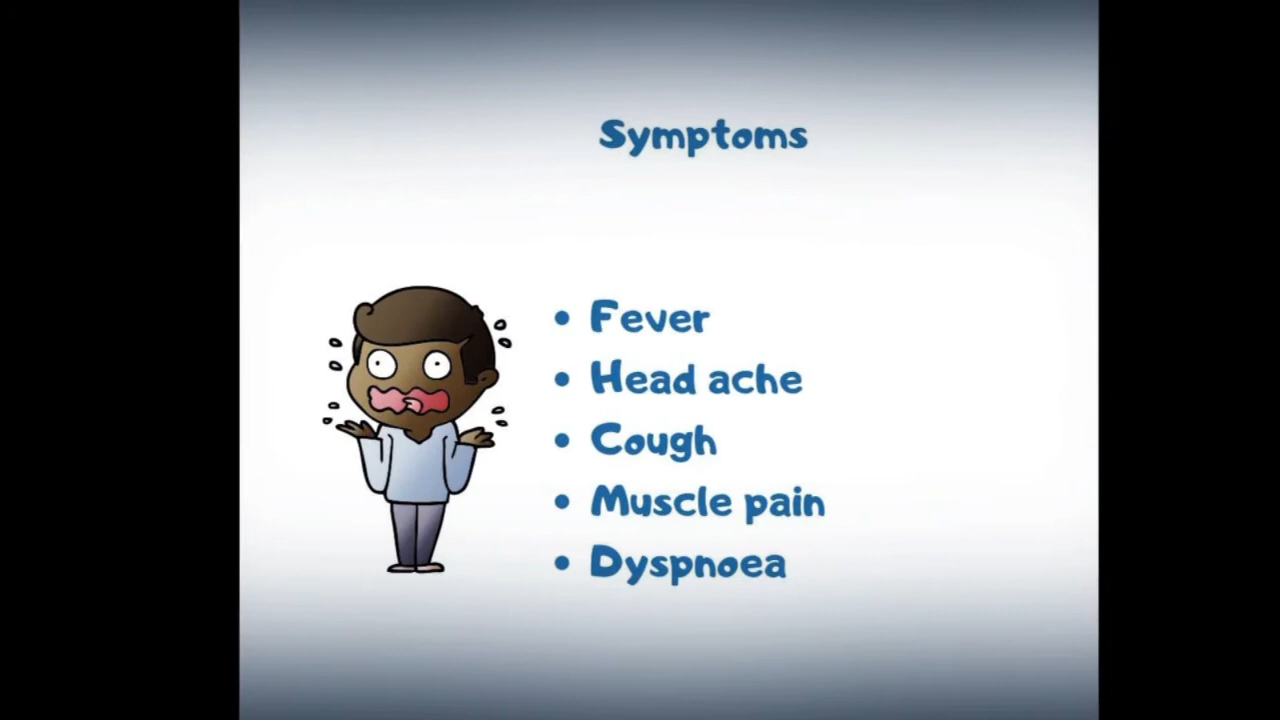 Symptoms
• Fever
• Head ache
• Cough
• Muscle pain
• Dyspnoea